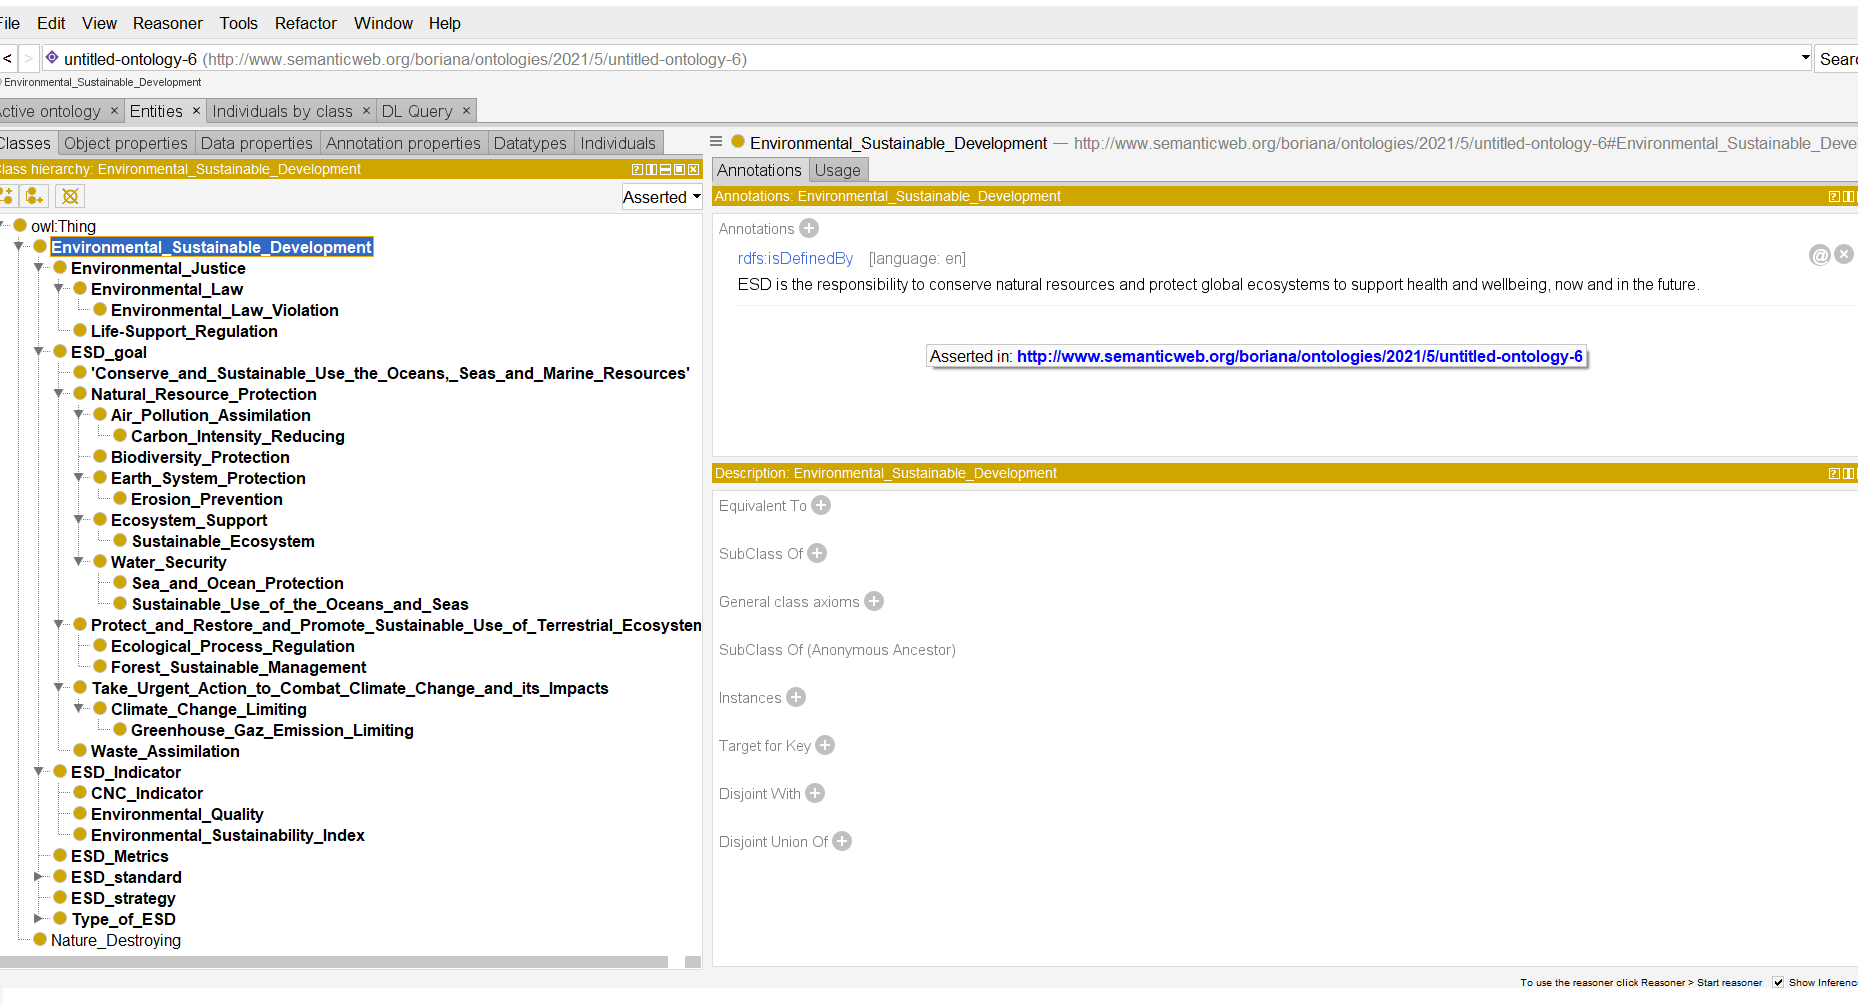 File Edit View Reasoner Tools Refactor Window Help
< > untitled-ontology-6 (http://www.semanticweb.org/boriana/ontologies/2021/5/untitled-ontology-6)
Environmental_Sustainable_Development
Active ontology × Entities × Individuals by class × DL Query ×
Classes Object properties Data properties Annotation properties Datatypes Individuals
Class hierarchy: Environmental_Sustainable_Development
Asserted
owl:Thing
Environmental_Sustainable_Development
Environmental_Justice
Environmental_Law
Environmental_Law_Violation
Life-Support_Regulation
ESD_goal
'Conserve_and_Sustainable_Use_the_Oceans,_Seas_and_Marine_Resources'
Natural_Resource_Protection
Air_Pollution_Assimilation
Carbon_Intensity_Reducing
Biodiversity_Protection
Earth_System_Protection
Erosion_Prevention
Ecosystem_Support
Sustainable_Ecosystem
Water_Security
Sea_and_Ocean_Protection
Sustainable_Use_of_the_Oceans_and_Seas
Protect_and_Restore_and_Promote_Sustainable_Use_of_Terrestrial_Ecosystem
Ecological_Process_Regulation
Forest_Sustainable_Management
Take_Urgent_Action_to_Combat_Climate_Change_and_its_Impacts
Climate_Change_Limiting
Greenhouse_Gaz_Emission_Limiting
Waste_Assimilation
ESD_Indicator
CNC_Indicator
Environmental_Quality
Environmental_Sustainability_Index
ESD_Metrics
ESD_standard
ESD_strategy
Type_of_ESD
Nature_Destroying
Environmental_Sustainable_Development — http://www.semanticweb.org/boriana/ontologies/2021/5/untitled-ontology-6#Environmental_Sustainable_Deve
Annotations Usage
Annotations: Environmental_Sustainable_Development
Annotations
rdfs:isDefinedBy [language: en]
ESD is the responsibility to conserve natural resources and protect global ecosystems to support health and wellbeing, now and in the future.
Asserted in: http://www.semanticweb.org/boriana/ontologies/2021/5/untitled-ontology-6
Description: Environmental_Sustainable_Development
Equivalent To
SubClass Of
General class axioms
SubClass Of (Anonymous Ancestor)
Instances
Target for Key
Disjoint With
Disjoint Union Of
To use the reasoner click Reasoner > Start reasoner Show Inferenc